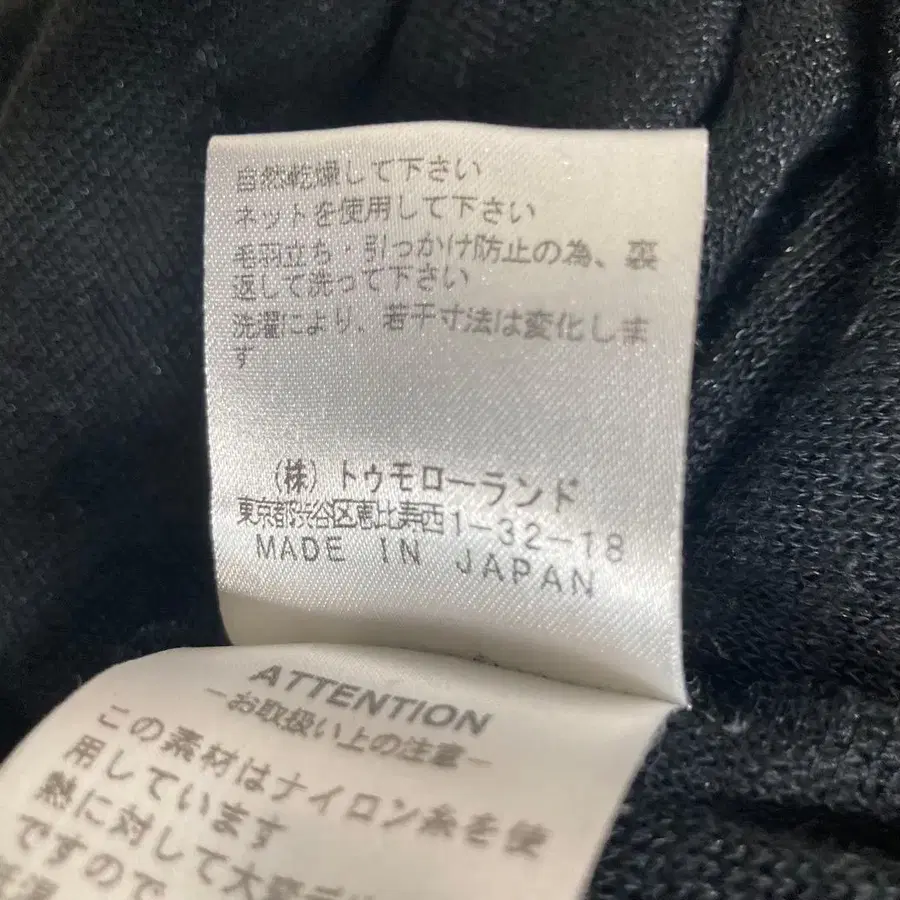 自然乾燥して下さい
ネットを使用して下さい
毛羽立ち・引っかけ防止の為、裏
返して洗って下さい
洗濯により、若干寸法は変化しま
す
(株)トゥモローランド
東京都渋谷区恵比寿西1-32-18
MADE IN JAPAN
ATTENTION
－お取扱い上の注意－
この素材はナイロン糸を使
用しています
熱に対して大変デ
ですので